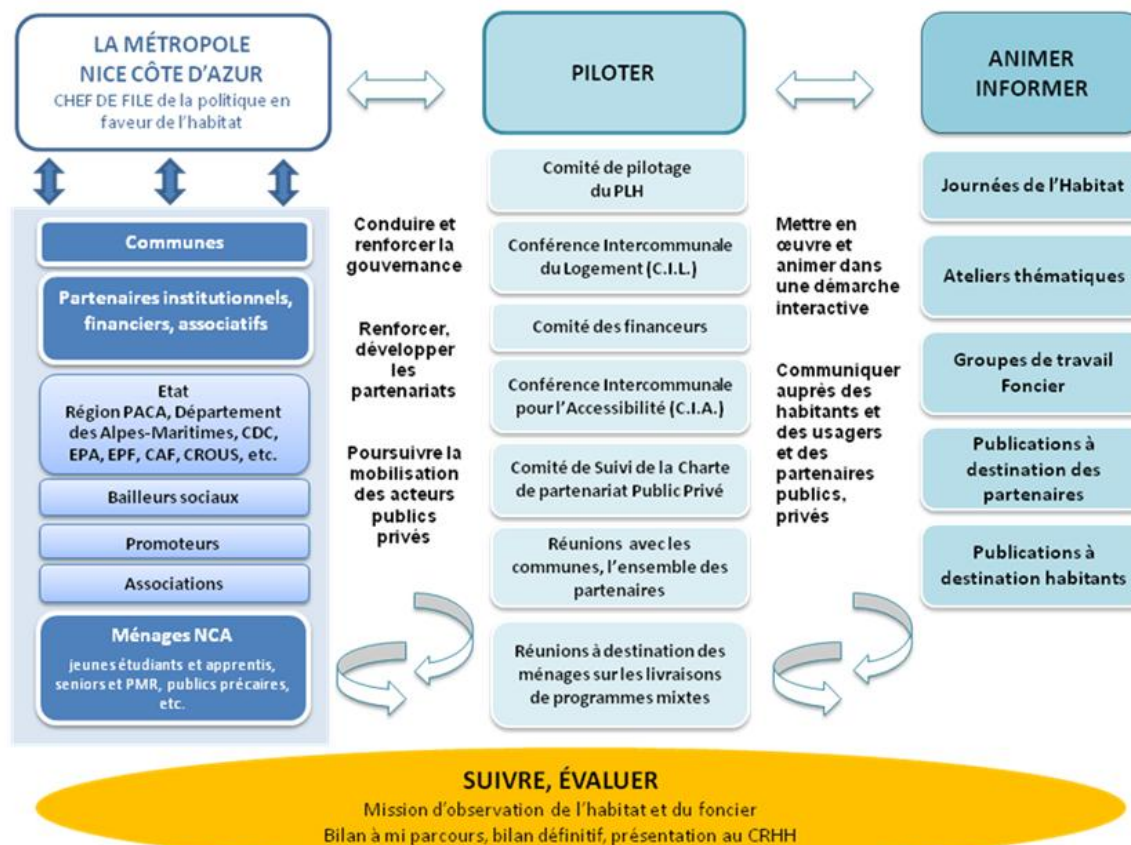 LA MÉTROPOLE
NICE CÔTE D'AZUR
CHEF DE FILE de la politique en
faveur de l'habitat
Communes
Partenaires institutionnels,
financiers, associatifs
Etat
Région PACA, Département
des Alpes-Maritimes, CDC,
EPA, EPF, CAF, CROUS, etc.
Bailleurs sociaux
Promoteurs
Associations
Ménages NCA
jeunes étudiants et apprentis,
seniors et PMR, publics précaires,
etc.
Conduire et
renforcer la
gouvernance
Renforcer,
développer
les
partenariats
Poursuivre la
mobilisation
des acteurs
publics
privés
PILOTER
Comité de pilotage
du PLH
Conférence Intercommunale
du Logement (C.I.L.)
Comité des financeurs
Conférence Intercommunale
pour l'Accessibilité (C.I.A.)
Comité de Suivi de la Charte
de partenariat Public Privé
Réunions avec les
communes, l'ensemble des
partenaires
Réunions à destination des
ménages sur les livraisons
de programmes mixtes
Mettre en
œuvre et
animer dans
une démarche
interactive
Communiquer
auprès des
habitants et
des usagers
et des
partenaires
publics,
privés
ANIMER
INFORMER
Journées de l'Habitat
Ateliers thématiques
Groupes de travail
Foncier
Publications à
destination des
partenaires
Publications à
destination habitants
SUIVRE, ÉVALUER
Mission d'observation de l'habitat et du foncier
Bilan à mi parcours, bilan définitif, présentation au CRHH